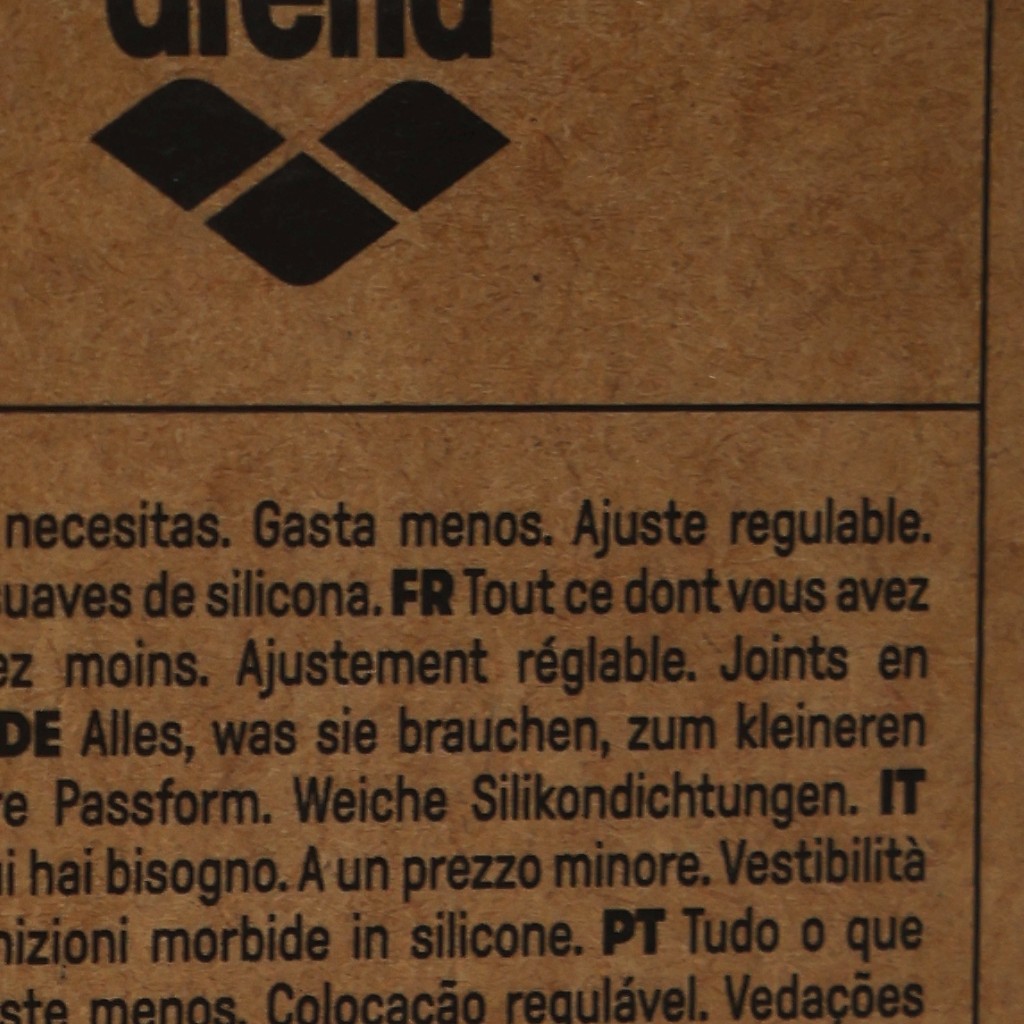 arena
necesitas. Gasta menos. Ajuste regulable.
suaves de silicona. FR Tout ce dont vous avez
moins. Ajustement réglable. Joints en
DE Alles, was sie brauchen, zum kleineren
Passform. Weiche Silikondichtungen. IT
hai bisogno. A un prezzo minore. Vestibilità
morbide in silicone. PT Tudo o que
menos. Colocação regulável. Vedações